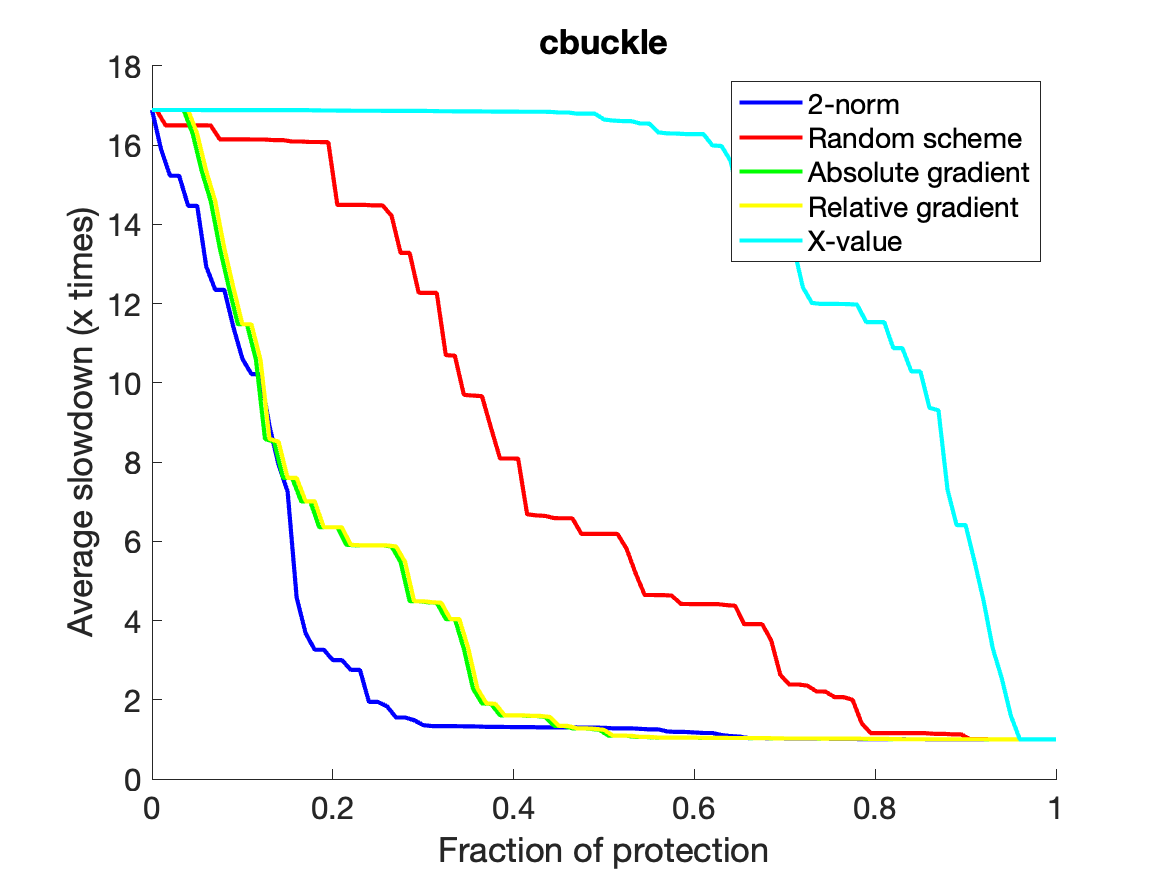 cbuckle
18
16
14
12
10
8
6
4
2
0
Average slowdown (x times)
2-norm
Random scheme
Absolute gradient
Relative gradient
X-value
0 0.2 0.4 0.6 0.8 1
Fraction of protection